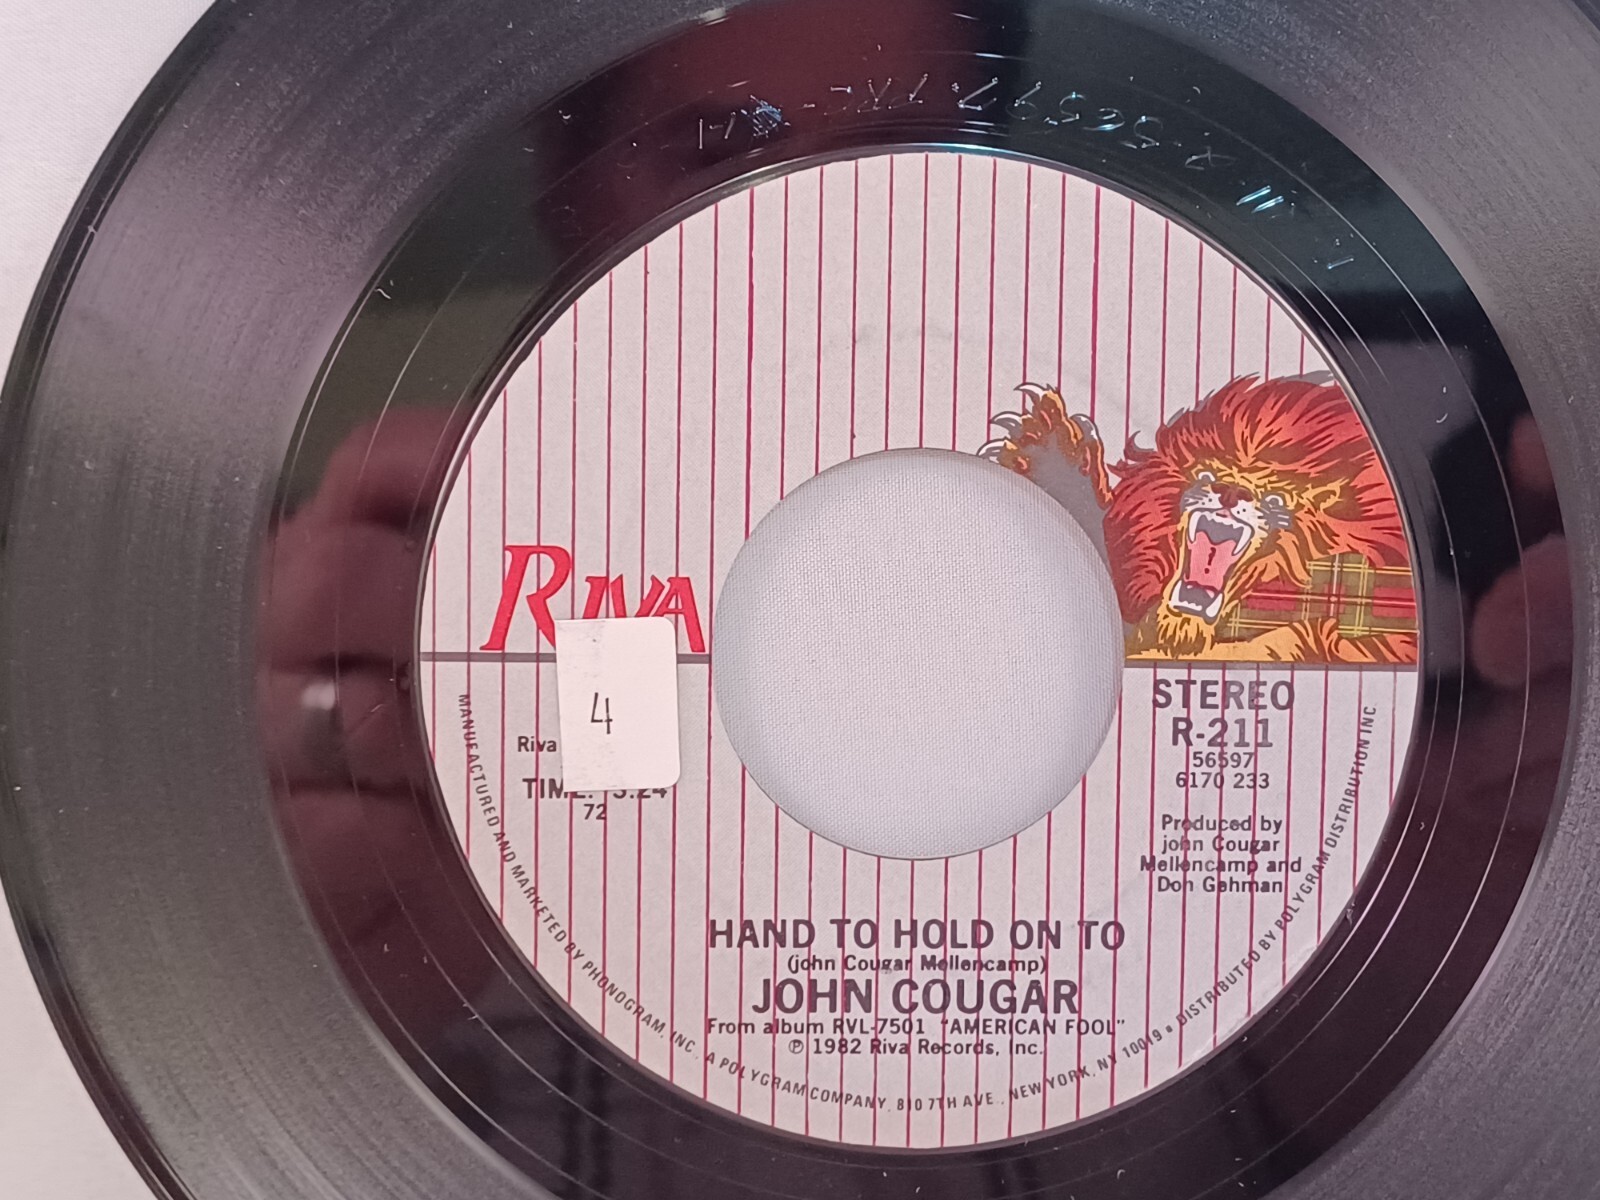 RIVA
4
Riva
TIME: 3:24
72
STEREO
R-211
56597
6170 233
Produced by
john Cougar
Mellencamp and
Don Gehman
HAND TO HOLD ON TO
(john Cougar Mellencamp)
JOHN COUGAR
From album RVL-7501 "AMERICAN FOOL"
℗ 1982 Riva Records, Inc.
MANUFACTURED AND MARKETED BY PHONOGRAM, INC. A POLYGRAM COMPANY, 810 7TH AVE., NEW YORK, NY 10019 • DISTRIBUTED BY POLYGRAM DISTRIBUTION INC